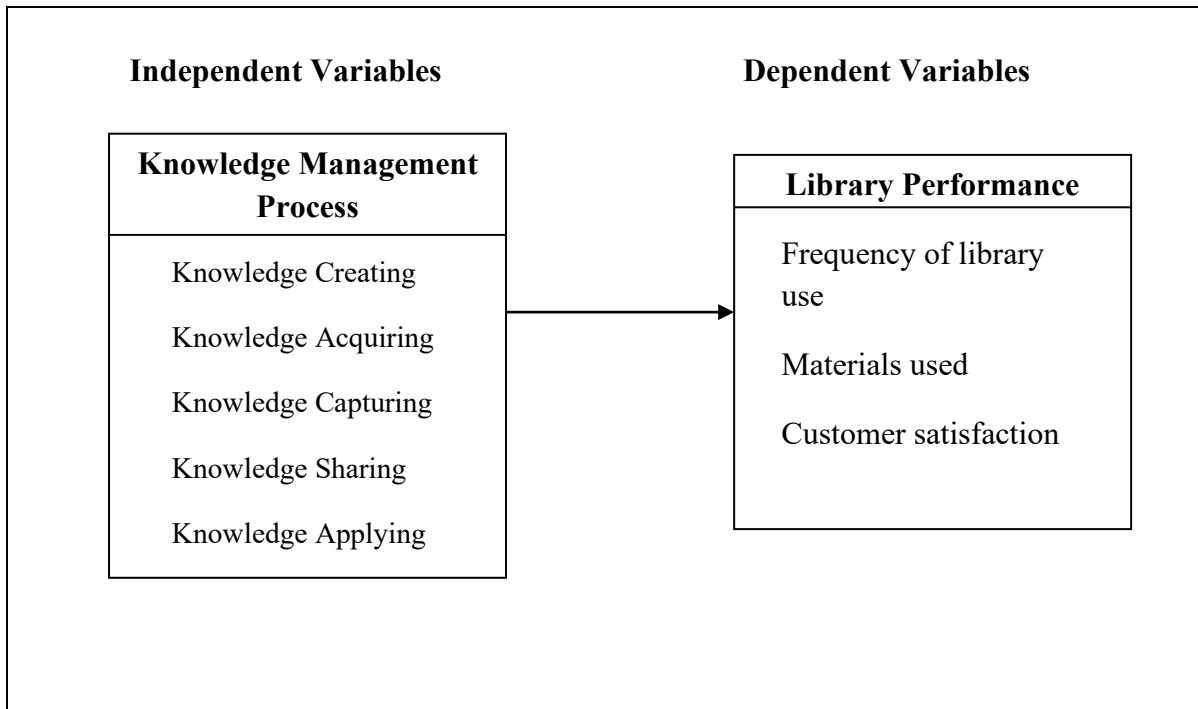 Independent Variables
Dependent Variables
Knowledge Management
Process
Knowledge Creating
Knowledge Acquiring
Knowledge Capturing
Knowledge Sharing
Knowledge Applying
Library Performance
Frequency of library
use
Materials used
Customer satisfaction